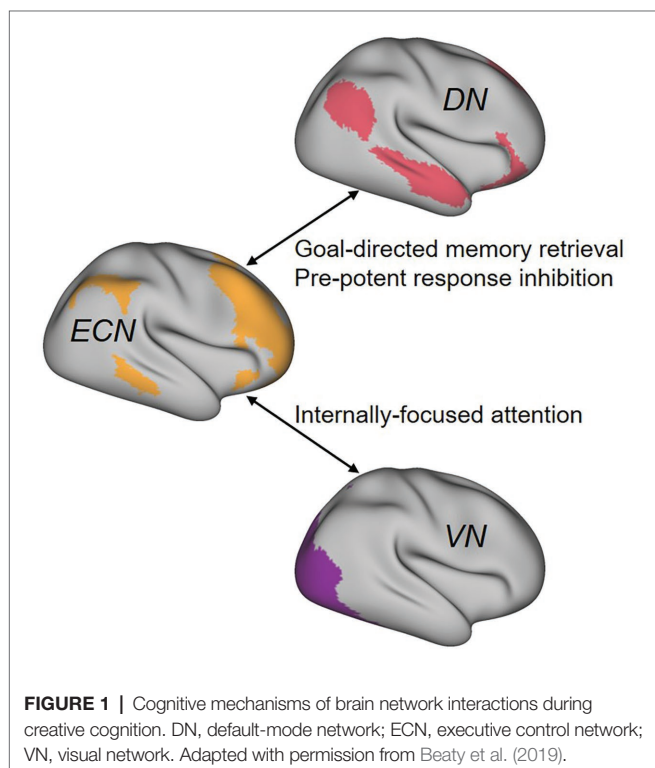 DN
Goal-directed memory retrieval
Pre-potent response inhibition
ECN
Internally-focused attention
VN
FIGURE 1 | Cognitive mechanisms of brain network interactions during
creative cognition. DN, default-mode network; ECN, executive control network;
VN, visual network. Adapted with permission from Beaty et al. (2019).